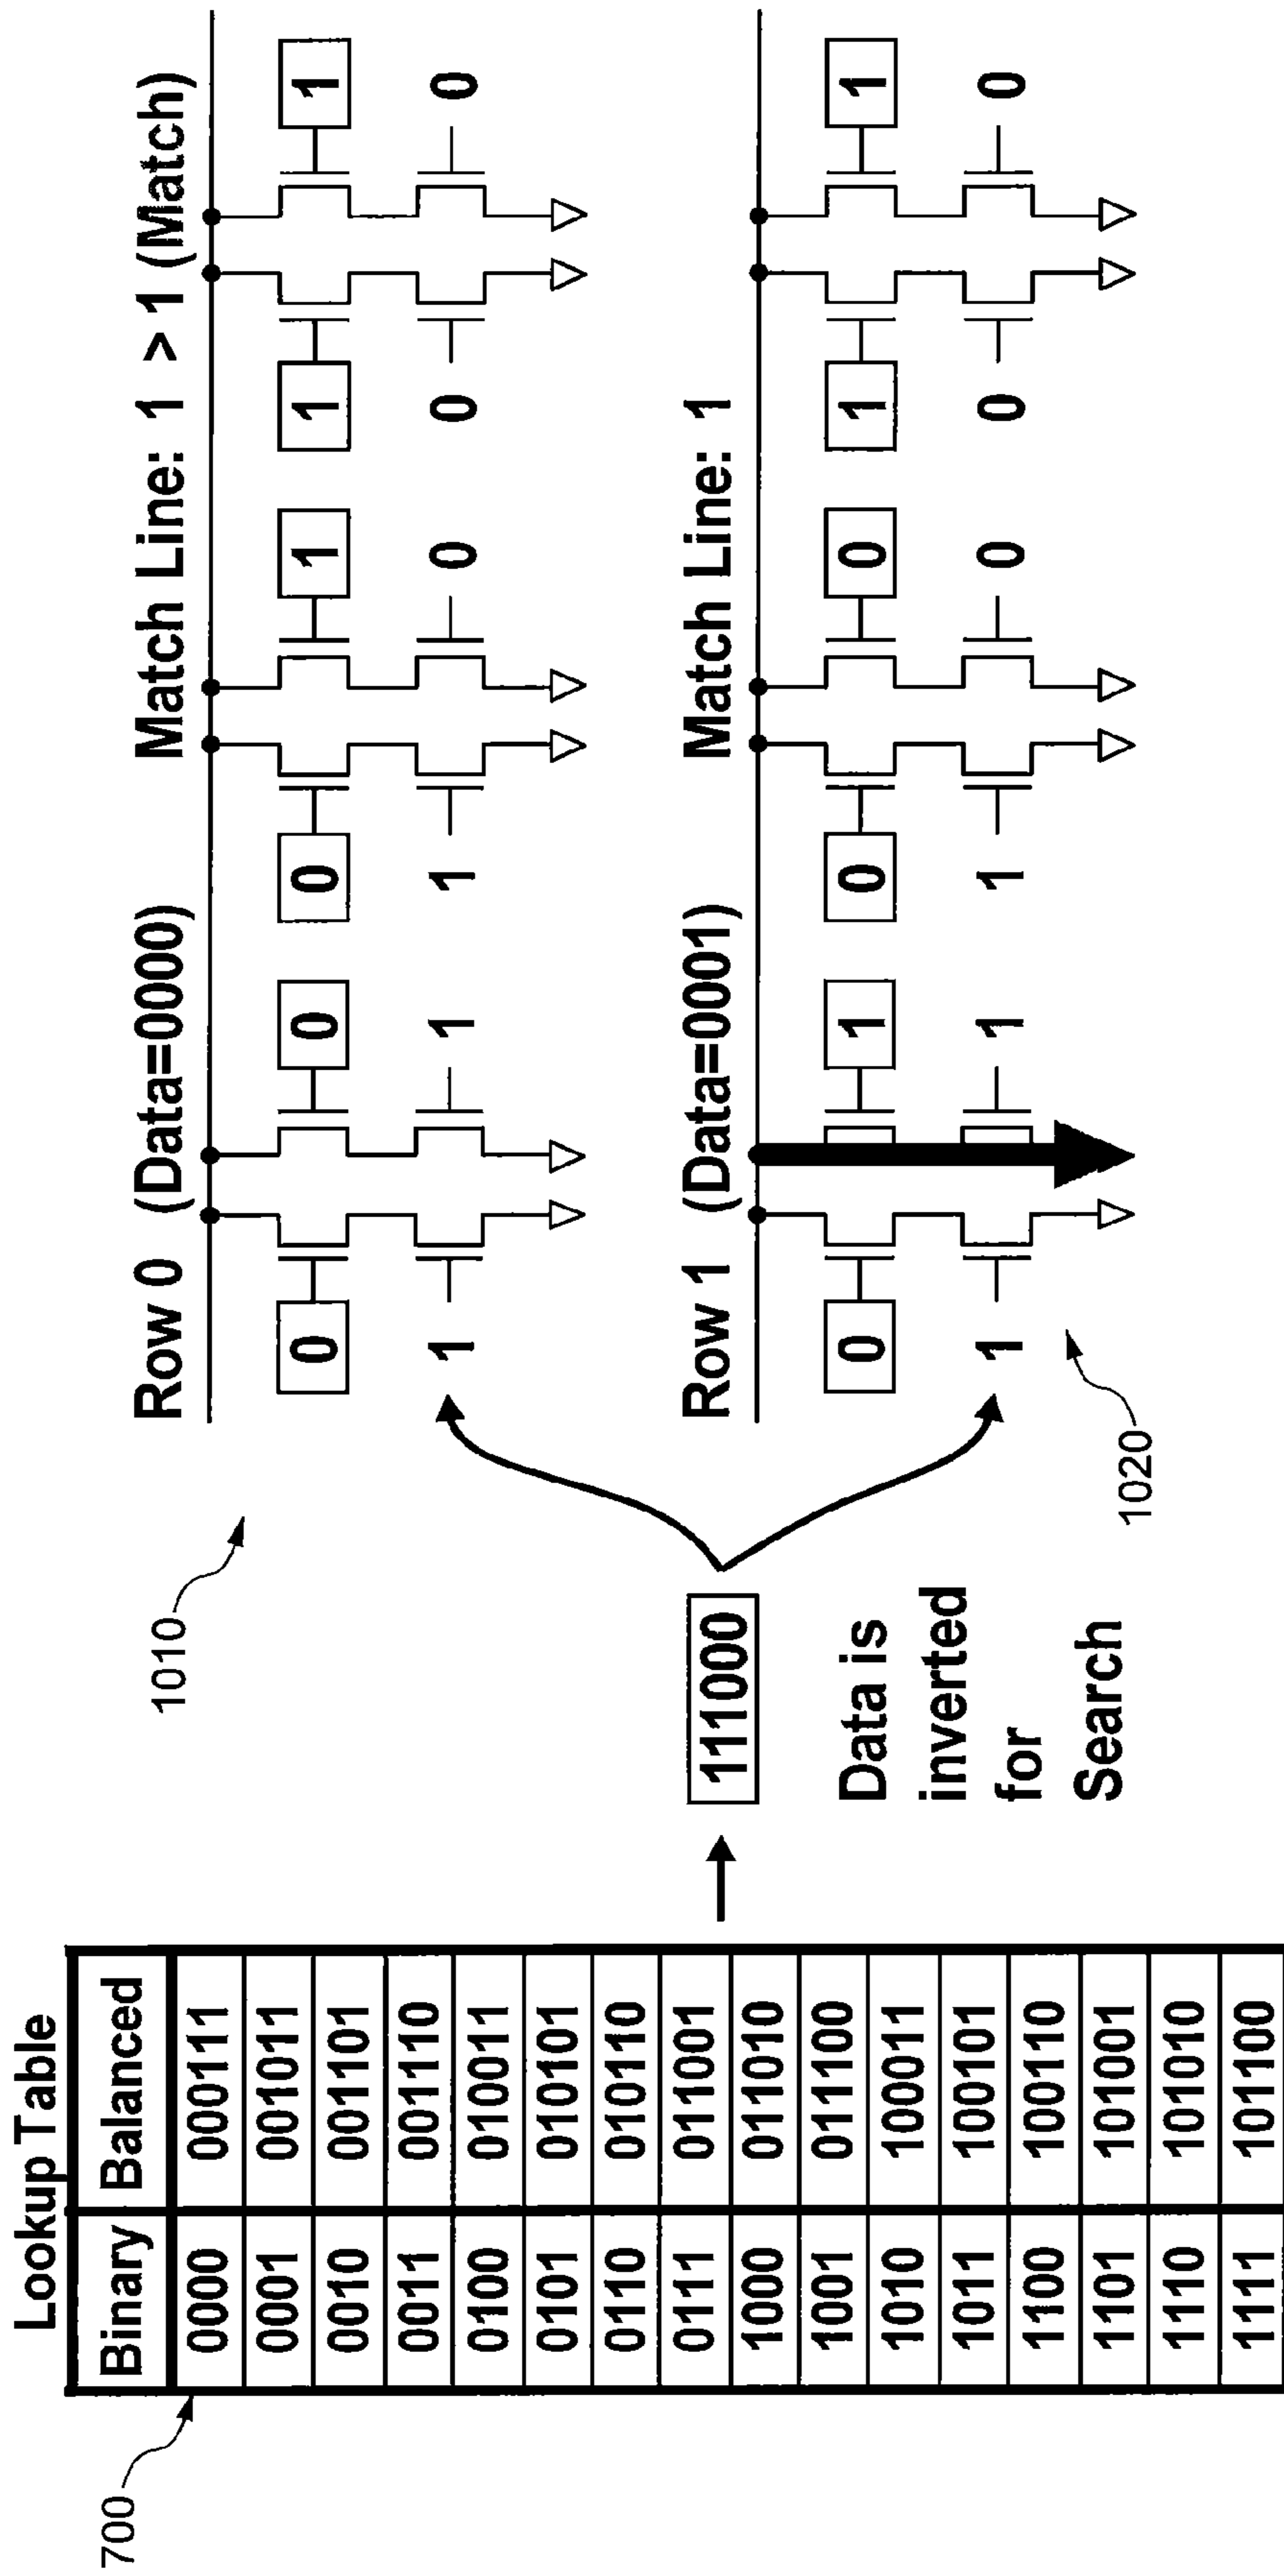 Lookup Table
700
Binary Balanced
0000 000111
0001 001011
0010 001101
0011 001110
0100 010011
0101 010101
0110 010110
0111 011001
1000 011010
1001 011100
1010 100011
1011 100101
1100 100110
1101 101001
1110 101010
1111 101100
111000
Data is
inverted
for
Search
1010
Row 0 (Data=0000) Match Line: 1 >1 (Match)
0 0 0 1 1 1
1 1 1 0 0 0
Row 1 (Data=0001) Match Line: 1
0 1 0 0 1 1
1 1 1 0 0 0
1020